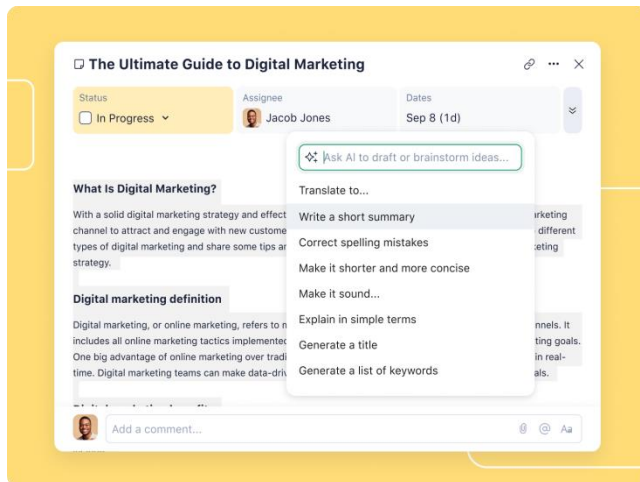 The Ultimate Guide to Digital Marketing
Status
Assignee
Dates
In Progress
Jacob Jones
Sep 8 (1d)
Ask AI to draft or brainstorm ideas...
Translate to...
Write a short summary
Correct spelling mistakes
Make it shorter and more concise
Make it sound...
Explain in simple terms
Generate a title
Generate a list of keywords
What Is Digital Marketing?
With a solid digital marketing strategy and effect
channel to attract and engage with new custome different
types of digital marketing and share some tips
strategy.
Digital marketing definition
Digital marketing, or online marketing, refers to nnels. It
includes all online marketing tactics implemented ting goals.
One big advantage of online marketing over tradi in real-
time. Digital marketing teams can make data-driv als.
Add a comment...
@ Aa